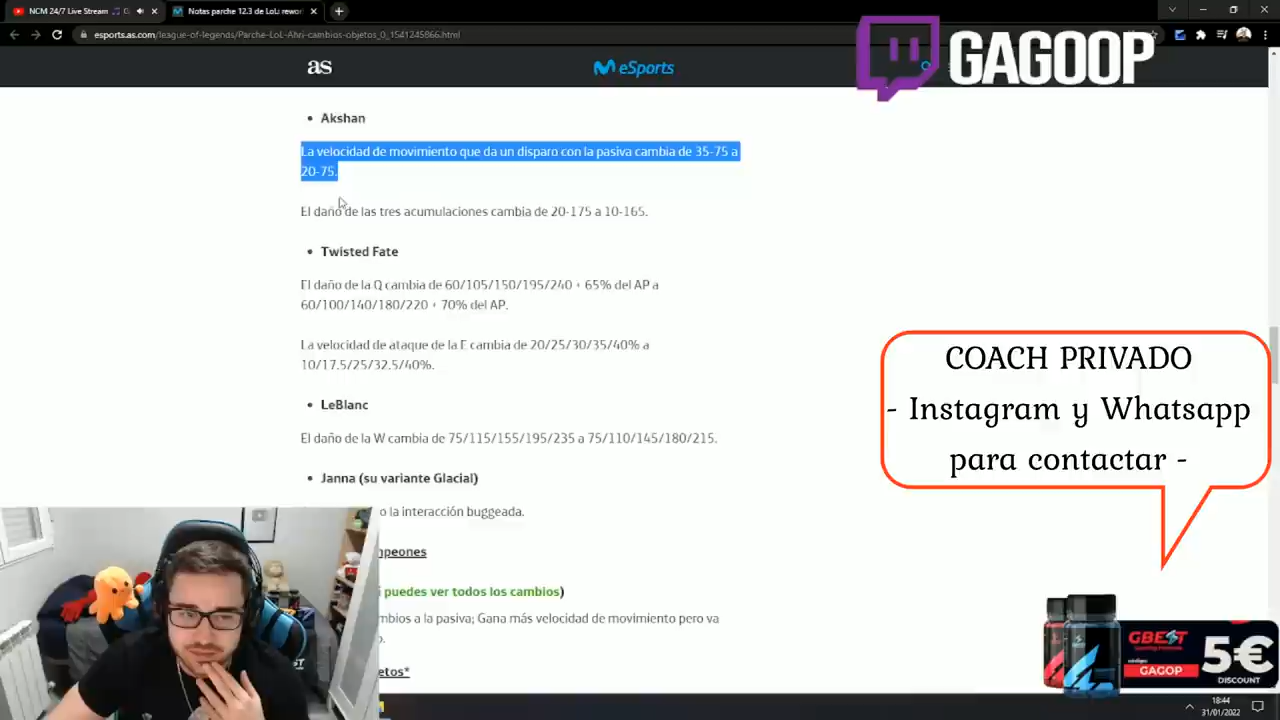 NCM 24/7 Live Stream
Notas parche 12.3 de LoL: rewor
esports.as.com/league-of-legends/Parche-LoL-Ahri-cambios-objetos_0_1541245866.html
as
eSports
GAGOOP
Akshan
La velocidad de movimiento que da un disparo con la pasiva cambia de 35-75 a
20-75.
El daño de las tres acumulaciones cambia de 20-175 a 10-165.
Twisted Fate
El daño de la Q cambia de 60/105/150/195/240 + 65% del AP a
60/100/140/180/220 + 70% del AP.
La velocidad de ataque de la E cambia de 20/25/30/35/40% a
10/17.5/25/32.5/40%.
LeBlanc
El daño de la W cambia de 75/115/155/195/235 a 75/110/145/180/215.
Janna (su variante Glacial)
o la interacción buggeada.
mpeones
puedes ver todos los cambios)
mbios a la pasiva; Gana más velocidad de movimiento pero va
etos*
COACH PRIVADO
- Instagram y Whatsapp
para contactar -
GBEST
GAGOP
5€
DISCOUNT
18:44
31/01/2022